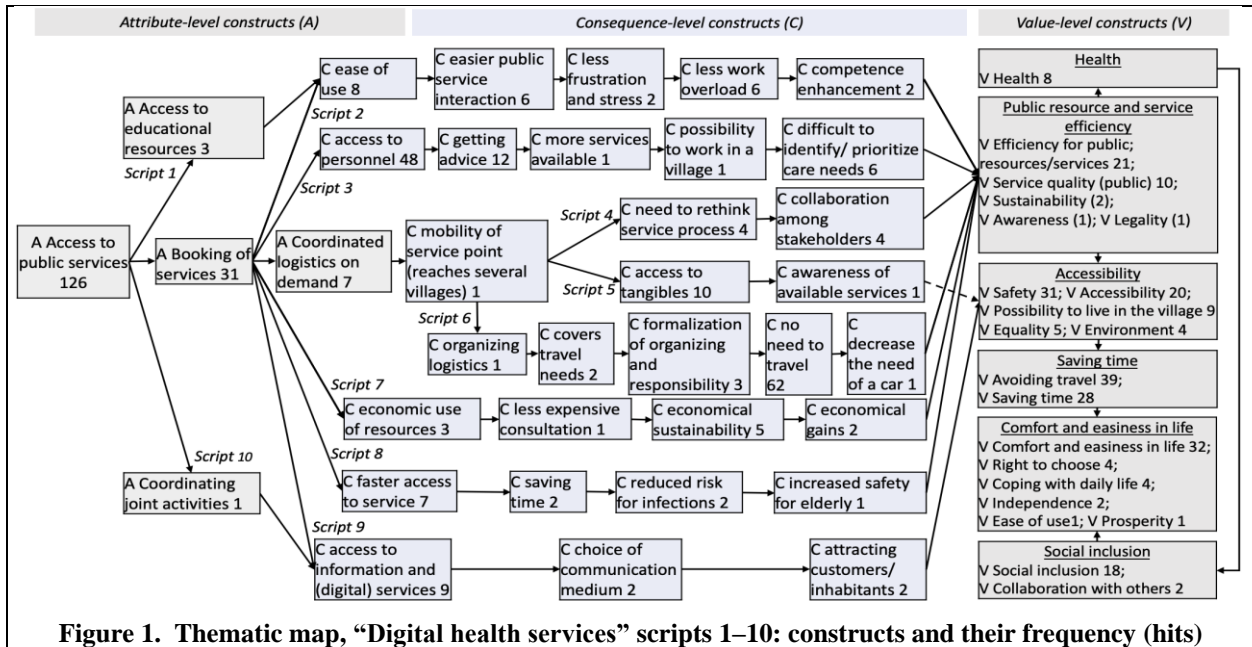 Attribute-level constructs (A)
Consequence-level constructs (C)
Value-level constructs (V)
A Access to
educational
resources 3
Script 1
A Access to
public services
126
A Booking of
services 31
A Coordinated
logistics on
demand 7
Script 10
A Coordinating
joint activities 1
C ease of
use 8
C easier public
service
interaction 6
C less
frustration
and stress 2
C less work
overload 6
C competence
enhancement 2
Script 2
C access to
personnel 48
C getting
advice 12
C more services
available 1
C possibility
to work in a
village 1
C difficult to
identify/ prioritize
care needs 6
Script 3
C mobility of
service point
(reaches several
villages) 1
Script 4
C need to rethink
service process 4
C collaboration
among
stakeholders 4
Script 5
C access to
tangibles 10
C awareness of
available services 1
Script 6
C organizing
logistics 1
C covers
travel needs 2
C formalization
of organizing
and
responsibility 3
C no
need to
travel
62
C
decrease
the need
of a car 1
Script 7
C economic use
of resources 3
C less expensive
consultation 1
C economical
sustainability 5
C economical
gains 2
Script 8
C faster access
to service 7
C saving
time 2
C reduced risk
for infections 2
C increased safety
for elderly 1
Script 9
C access to
information and
(digital) services 9
C choice of
communication
medium 2
C attracting
customers/
inhabitants 2
Health
V Health 8
Public resource and service
efficiency
V Efficiency for public;
resources/services 21;
V Service quality (public) 10;
V Sustainability (2);
V Awareness (1); V Legality (1)
Accessibility
V Safety 31; V Accessibility 20;
V Possibility to live in the village 9
V Equality 5; V Environment 4
Saving time
V Avoiding travel 39;
V Saving time 28
Comfort and easiness in life
V Comfort and easiness in life 32;
V Right to choose 4;
V Coping with daily life 4;
V Independence 2;
V Ease of use1; V Prosperity 1
Social inclusion
V Social inclusion 18;
V Collaboration with others 2
Figure 1. Thematic map, “Digital health services” scripts 1–10: constructs and their frequency (hits)